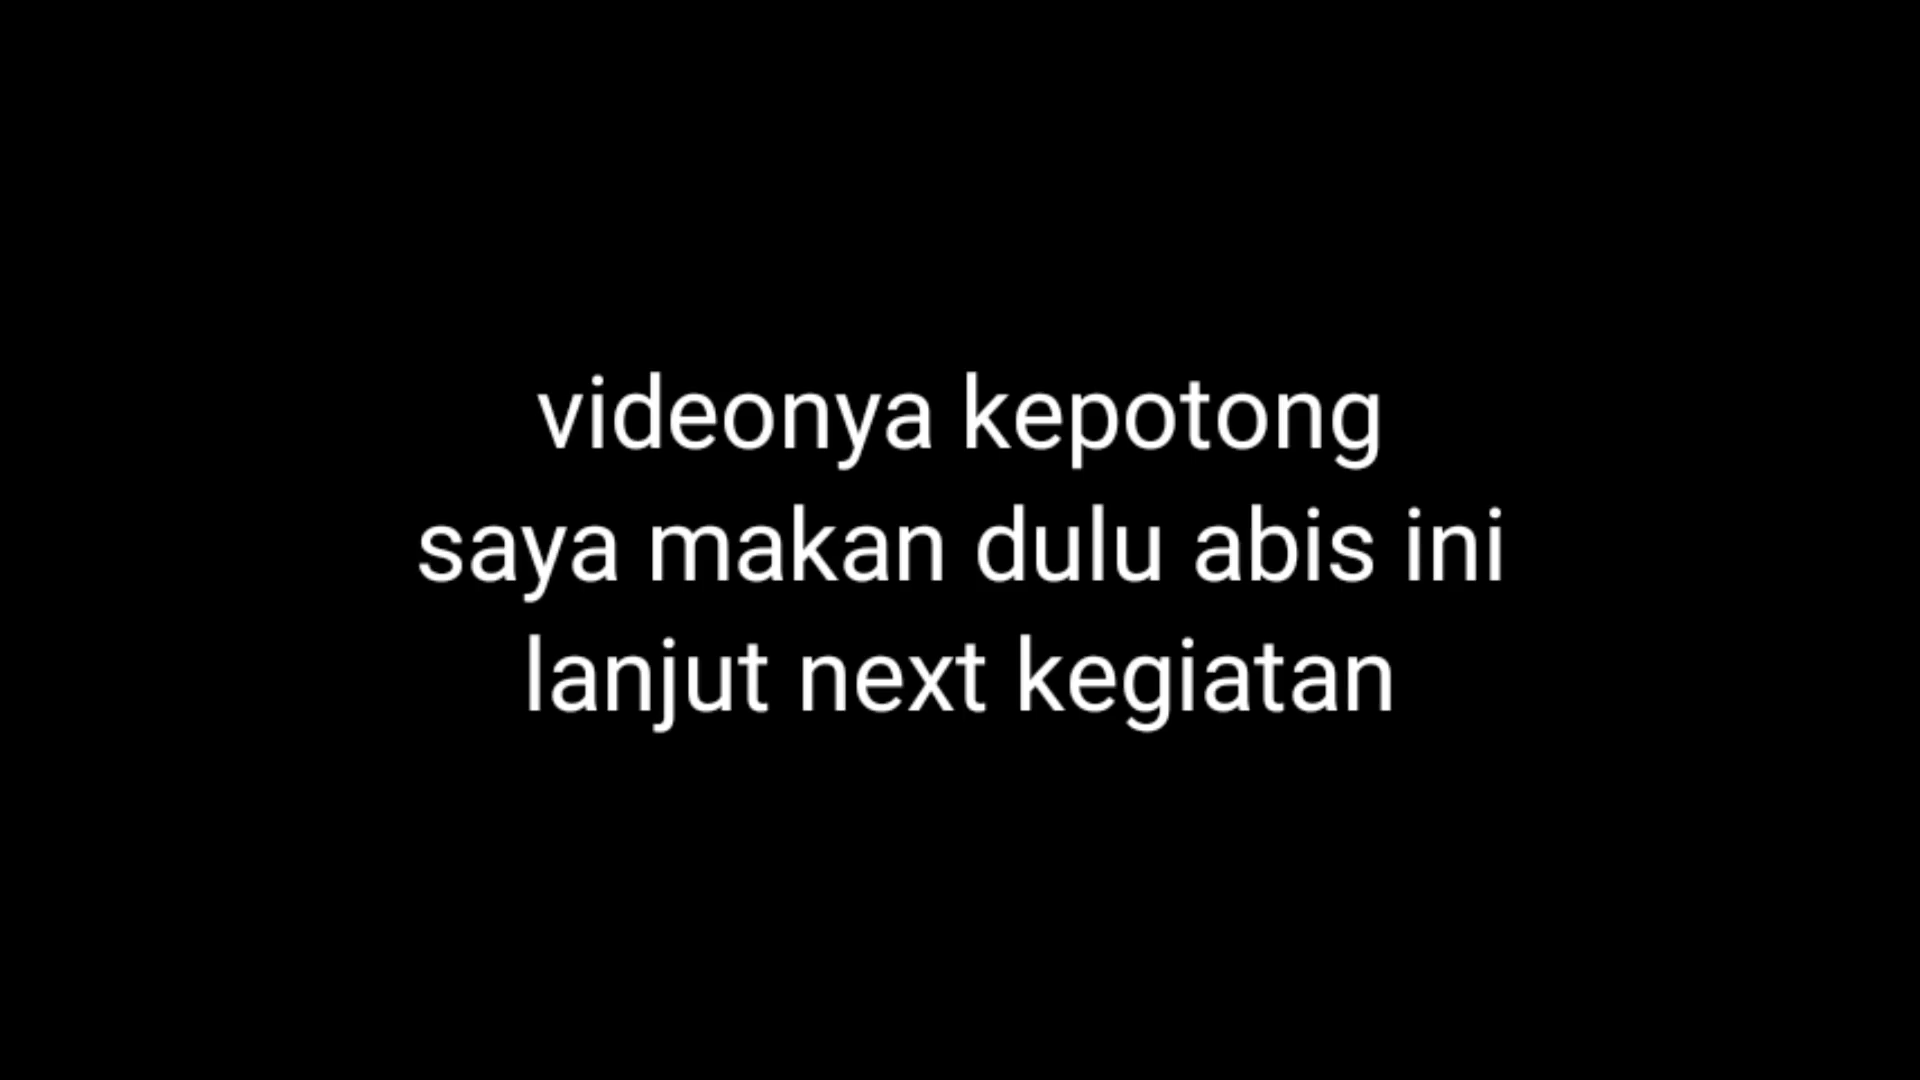 videonya kepotong
saya makan dulu abis ini
lanjut next kegiatan